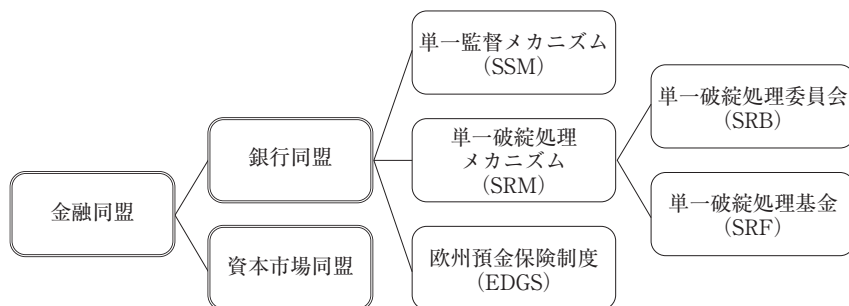 金融同盟
銀行同盟
資本市場同盟
単一監督メカニズム
(SSM)
単一破綻処理
メカニズム
(SRM)
欧州預金保険制度
(EDGS)
単一破綻処理委員会
(SRB)
単一破綻処理基金
(SRF)